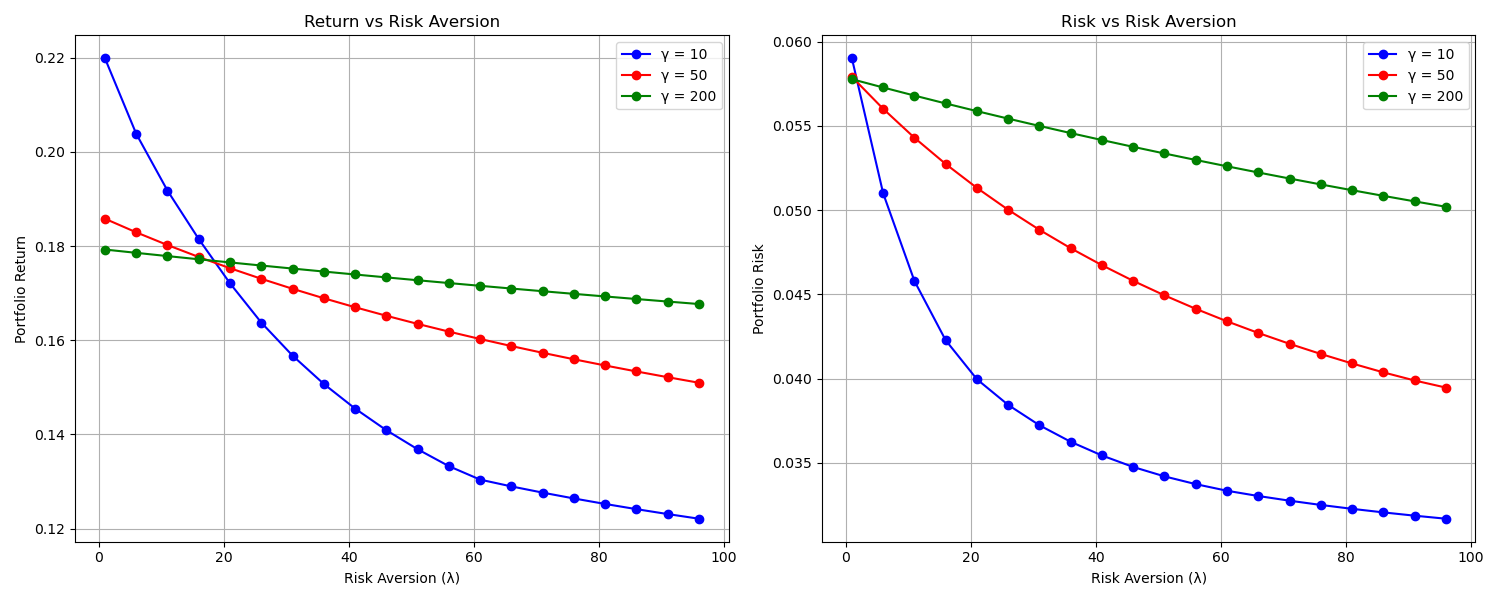 Return vs Risk Aversion
γ = 10
γ = 50
γ = 200
0.22
0.20
0.18
0.16
0.14
0.12
Portfolio Return
0
20
40
60
80
100
Risk Aversion (λ)
Risk vs Risk Aversion
γ = 10
γ = 50
γ = 200
0.060
0.055
0.050
0.045
0.040
0.035
Portfolio Risk
0
20
40
60
80
100
Risk Aversion (λ)